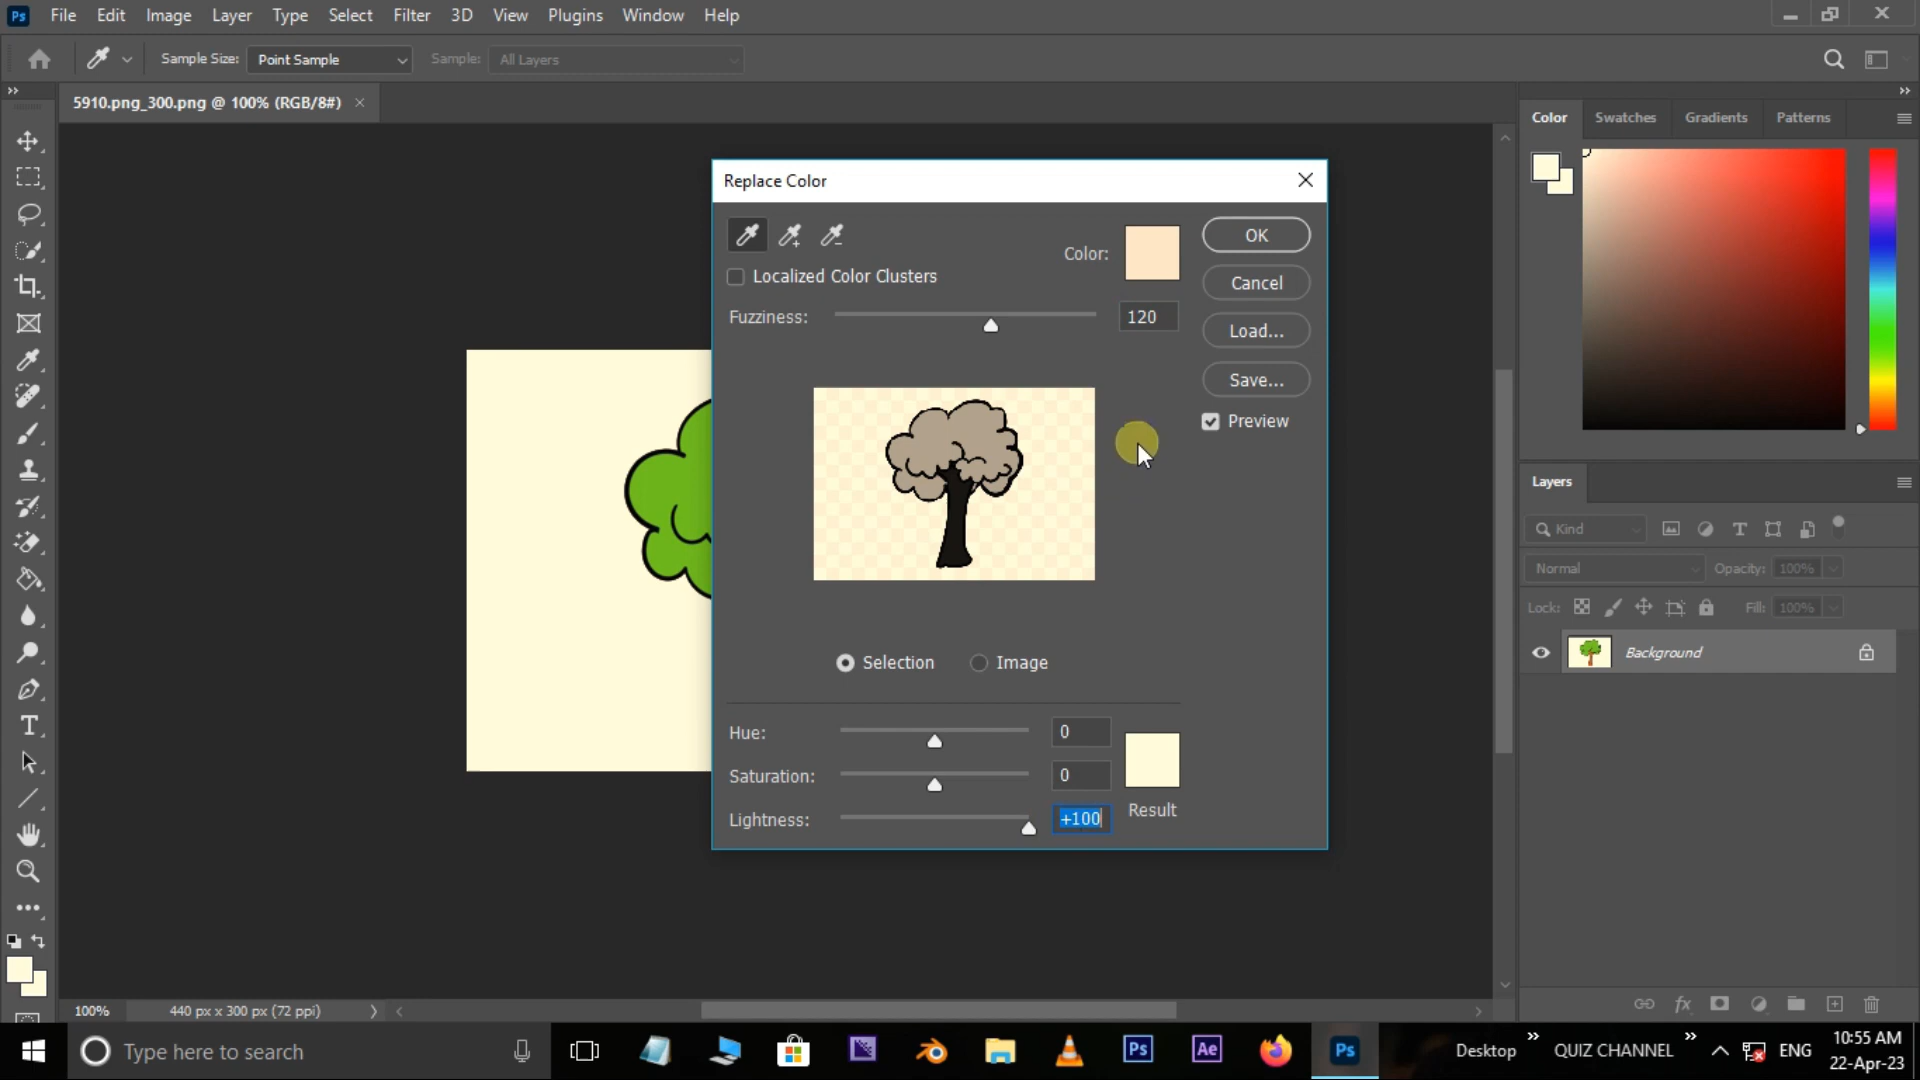 Ps File Edit Image Layer Type Select Filter 3D View Plugins Window Help
Sample Size: Point Sample Sample: All Layers
5910.png_300.png @ 100% (RGB/8#)
Color Swatches Gradients Patterns
Replace Color
Color:
OK
Localized Color Clusters
Cancel
Fuzziness: 120
Load...
Save...
Preview
Selection Image
Hue: 0
Saturation: 0
Lightness: +100
Result
Layers
Kind
Normal Opacity: 100%
Lock: Fill: 100%
Background
100% 440 px x 300 px (72 ppi)
Type here to search
Ps Ae Ps
Desktop QUIZ CHANNEL ENG
10:55 AM
22-Apr-23